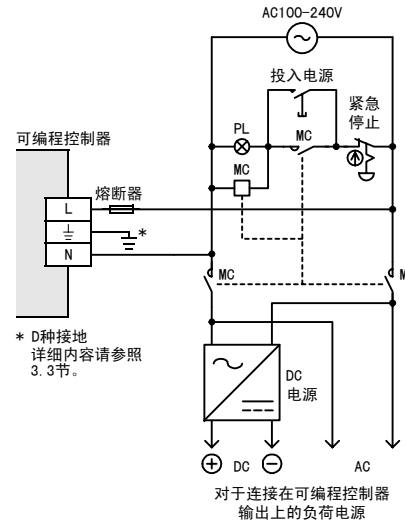 AC100-240V
投入电源
紧急
停止
PL
MC
MC
可编程控制器
熔断器
L
*
N
MC
M
* D种接地
详细内容请参照
3.3节。
DC
电源
DC
AC
对于连接在可编程控制器
输出上的负荷电源